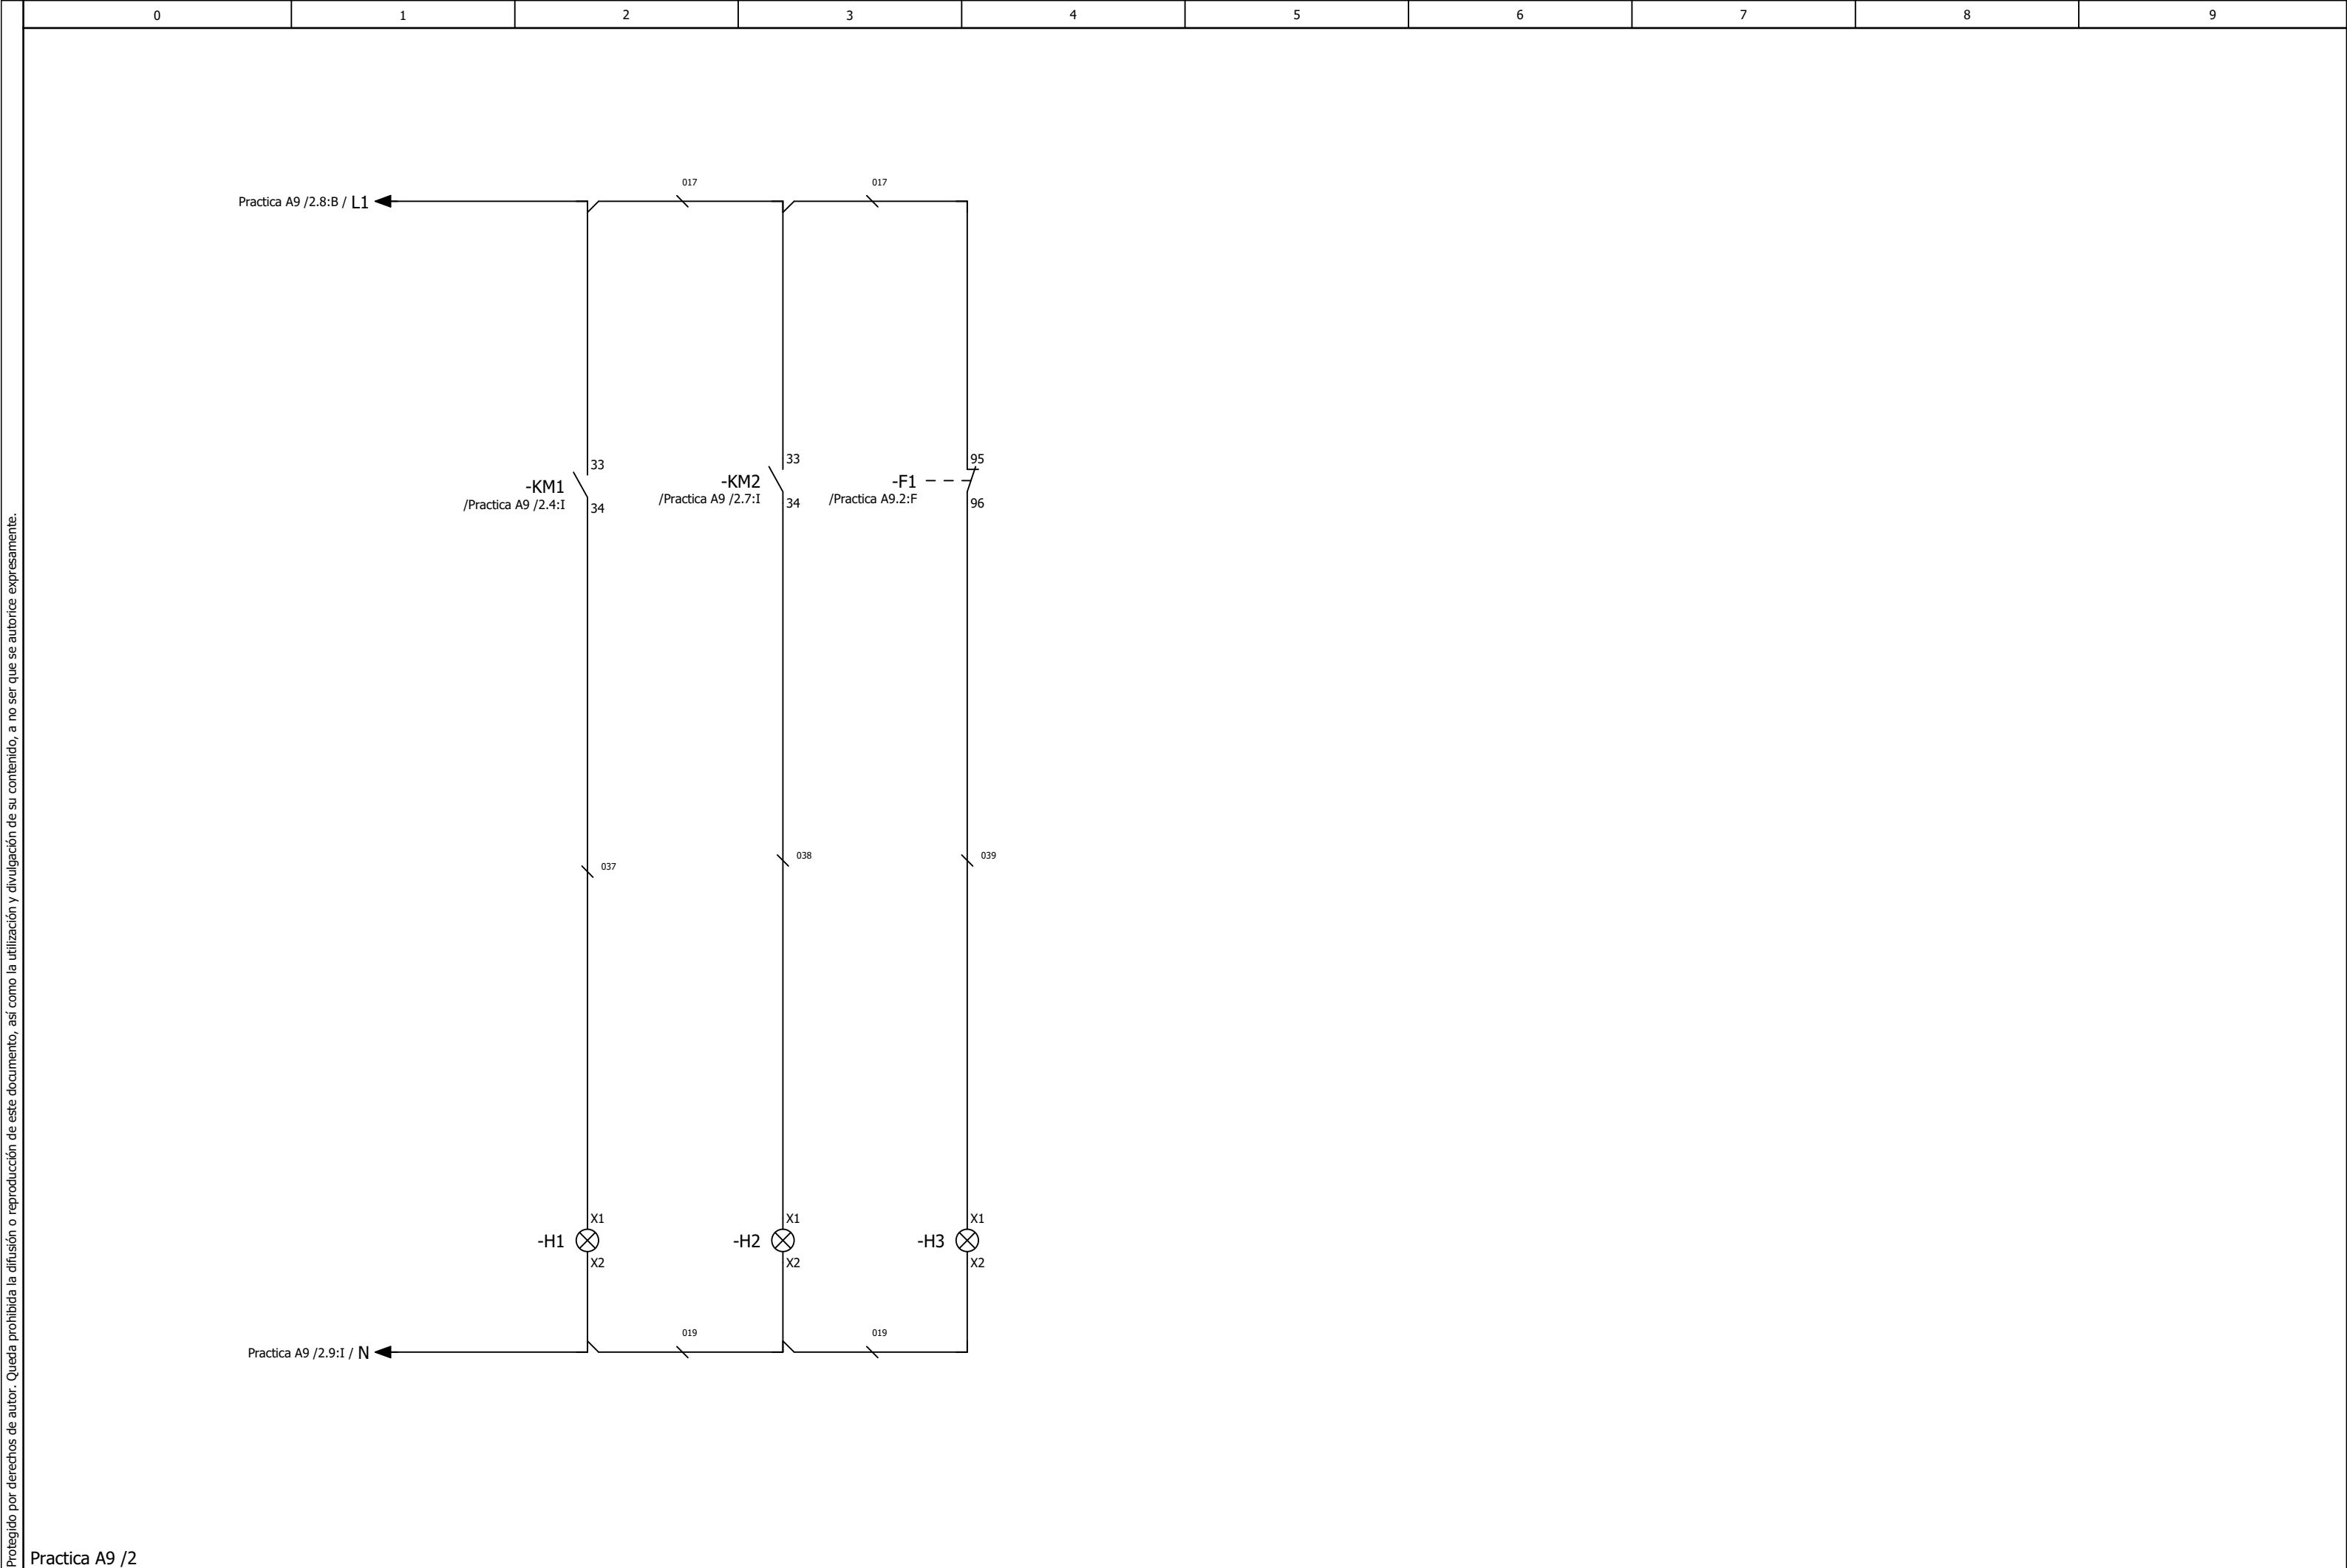 0 1 2 3 4 5 6 7 8 9
017 017
Practica A9 /2.8:B / L1
33 33 95
-KM1 -KM2 -F1
/Practica A9 /2.4:I /Practica A9 /2.7:I /Practica A9.2:F
34 34 96
037 038 039
X1 X1 X1
-H1 -H2 -H3
X2 X2 X2
019 019
Practica A9 /2.9:I / N
Protegido por derechos de autor. Queda prohibida la difusión o reproducción de este documento, así como la utilización y divulgación de su contenido, a no ser que se autorice expresamente.
Practica A9 /2